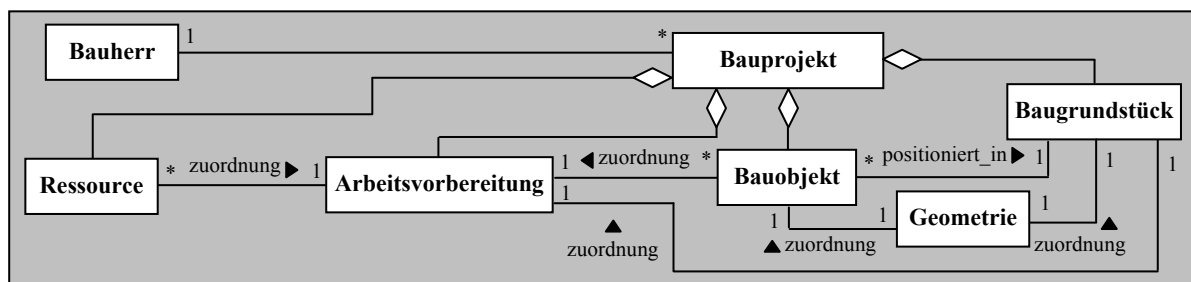 Bauherr
1
*
Bauprojekt
Baugrundstück
Ressource
*
zuordnung
1
Arbeitsvorbereitung
1
zuordnung
*
1
Bauobjekt
*
positioniert_in
1
1
1
Geometrie
1
1
1
zuordnung
zuordnung
zuordnung